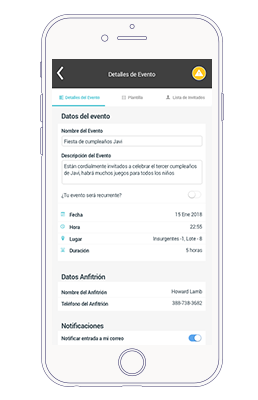 Detalles de Evento
Detalles del Evento
Plantilla
Lista de Invitados
Datos del evento
Nombre del Evento
Fiesta de cumpleaños Javi
Descripción del Evento
Están cordialmente invitados a celebrar el tercer cumpleaños
de Javi, habrá muchos juegos para todos los niños
¿Tu evento será recurrente?
Fecha 19 Ene 2018
Hora 22:55
Lugar Insurgentes -1, Lote - 8
Duración 5 horas
Datos Anfitrión
Nombre del Anfitrión Howard Lamb
Teléfono del Anfitrión 388-738-3682
Notificaciones
Notificar entrada a mi correo